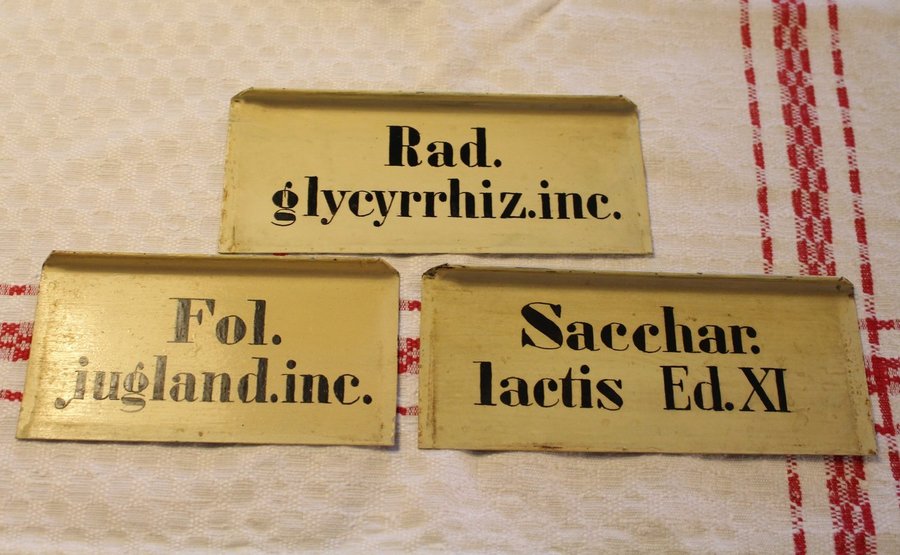 Rad.
glycyrrhiz.inc.
Fol.
jugland.inc.
Sacchar.
lactis Ed.XI